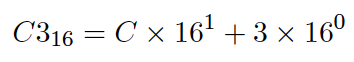 C3₁₆ = C × 16¹ + 3 × 16⁰